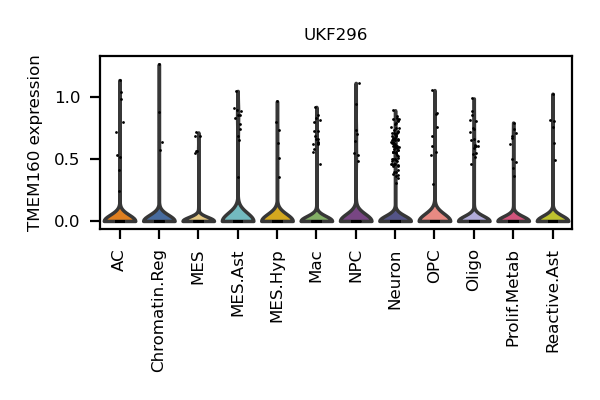 UKF296
TMEM160 expression
1.0
0.5
0.0
AC
Chromatin.Reg
MES
MES.Ast
MES.Hyp
Mac
NPC
Neuron
OPC
Oligo
Prolif.Metab
Reactive.Ast